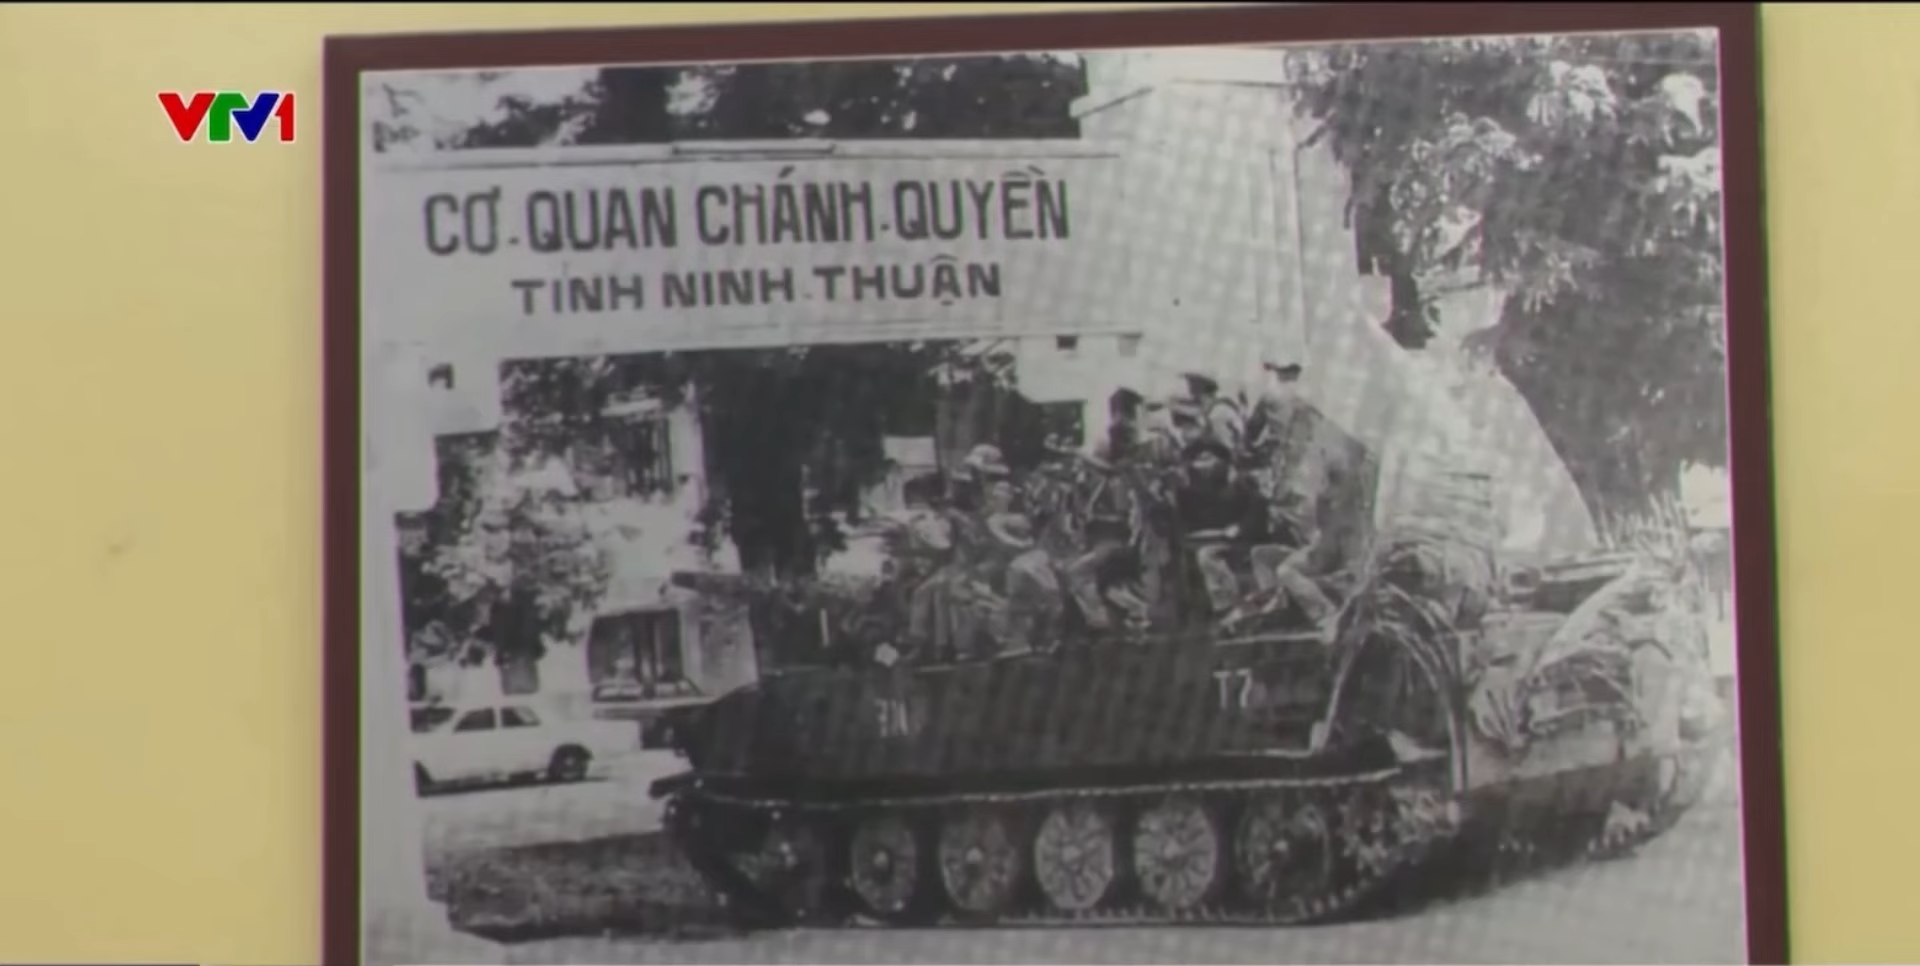 VTV1
CƠ-QUAN CHÁNH-QUYỀN
TỈNH NINH-THUẬN
T7